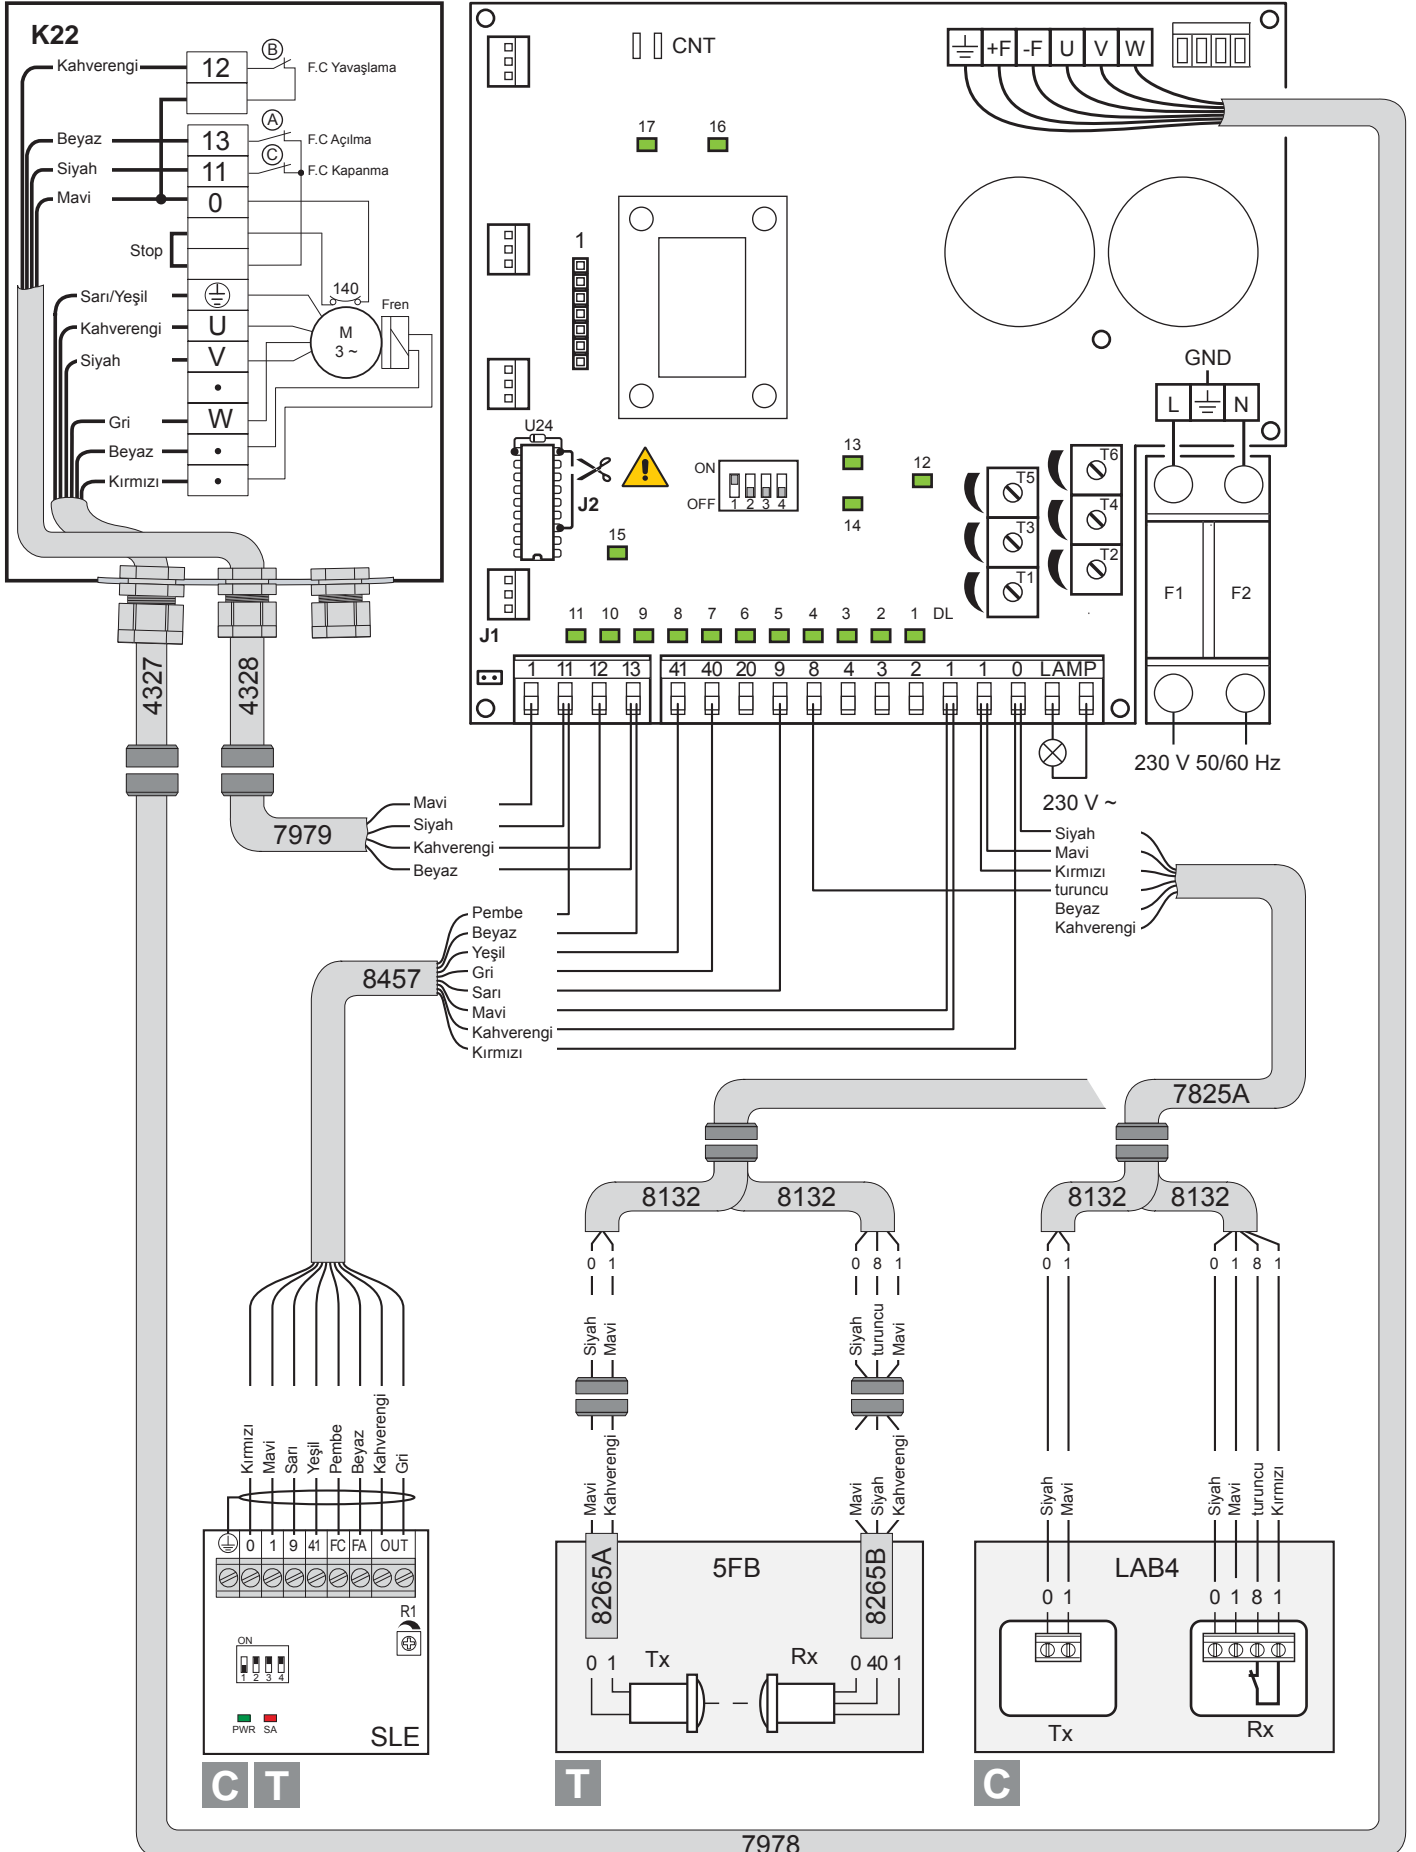 K22
Kahverengi 12 B F.C Yavaşlama
Beyaz 13 A F.C Açılma
Siyah 11 C F.C Kapanma
Mavi 0
Stop
Sarı/Yeşil 140 Fren
Kahverengi U M 3 ~
Siyah V
•
Gri W
Beyaz •
Kırmızı •
4327
4328
7979
CNT
+F -F U V W
17 16
1
GND
L N
U24
J2
ON
OFF
1 2 3 4
13
12
14
15
T5 T6
T3 T4
T1 T2
F1 F2
J1
11 10 9 8 7 6 5 4 3 2 1 DL
1 11 12 13 41 40 20 9 8 4 3 2 1 1 0 LAMP
230 V 50/60 Hz
230 V ~
Mavi
Siyah
Kahverengi
Beyaz
Siyah
Mavi
Kırmızı
turuncu
Beyaz
Kahverengi
8457
Pembe
Beyaz
Yeşil
Gri
Sarı
Mavi
Kahverengi
Kırmızı
7825A
8132 8132 8132 8132
0 1 0 8 1 0 1 0 1 8 1
Siyah Mavi Siyah turuncu Mavi
Kırmızı Mavi Sarı Yeşil Pembe Beyaz Kahverengi Gri
Mavi Kahverengi Mavi Siyah Kahverengi
Siyah Mavi Siyah Mavi turuncu Kırmızı
0 1 9 41 FC FA OUT
R1
ON
1 2 3 4
PWR SA
SLE
C T
8265A 5FB 8265B
0 1 Tx Rx 0 40 1
T
LAB4
0 1 0 1 8 1
Tx Rx
C
7978